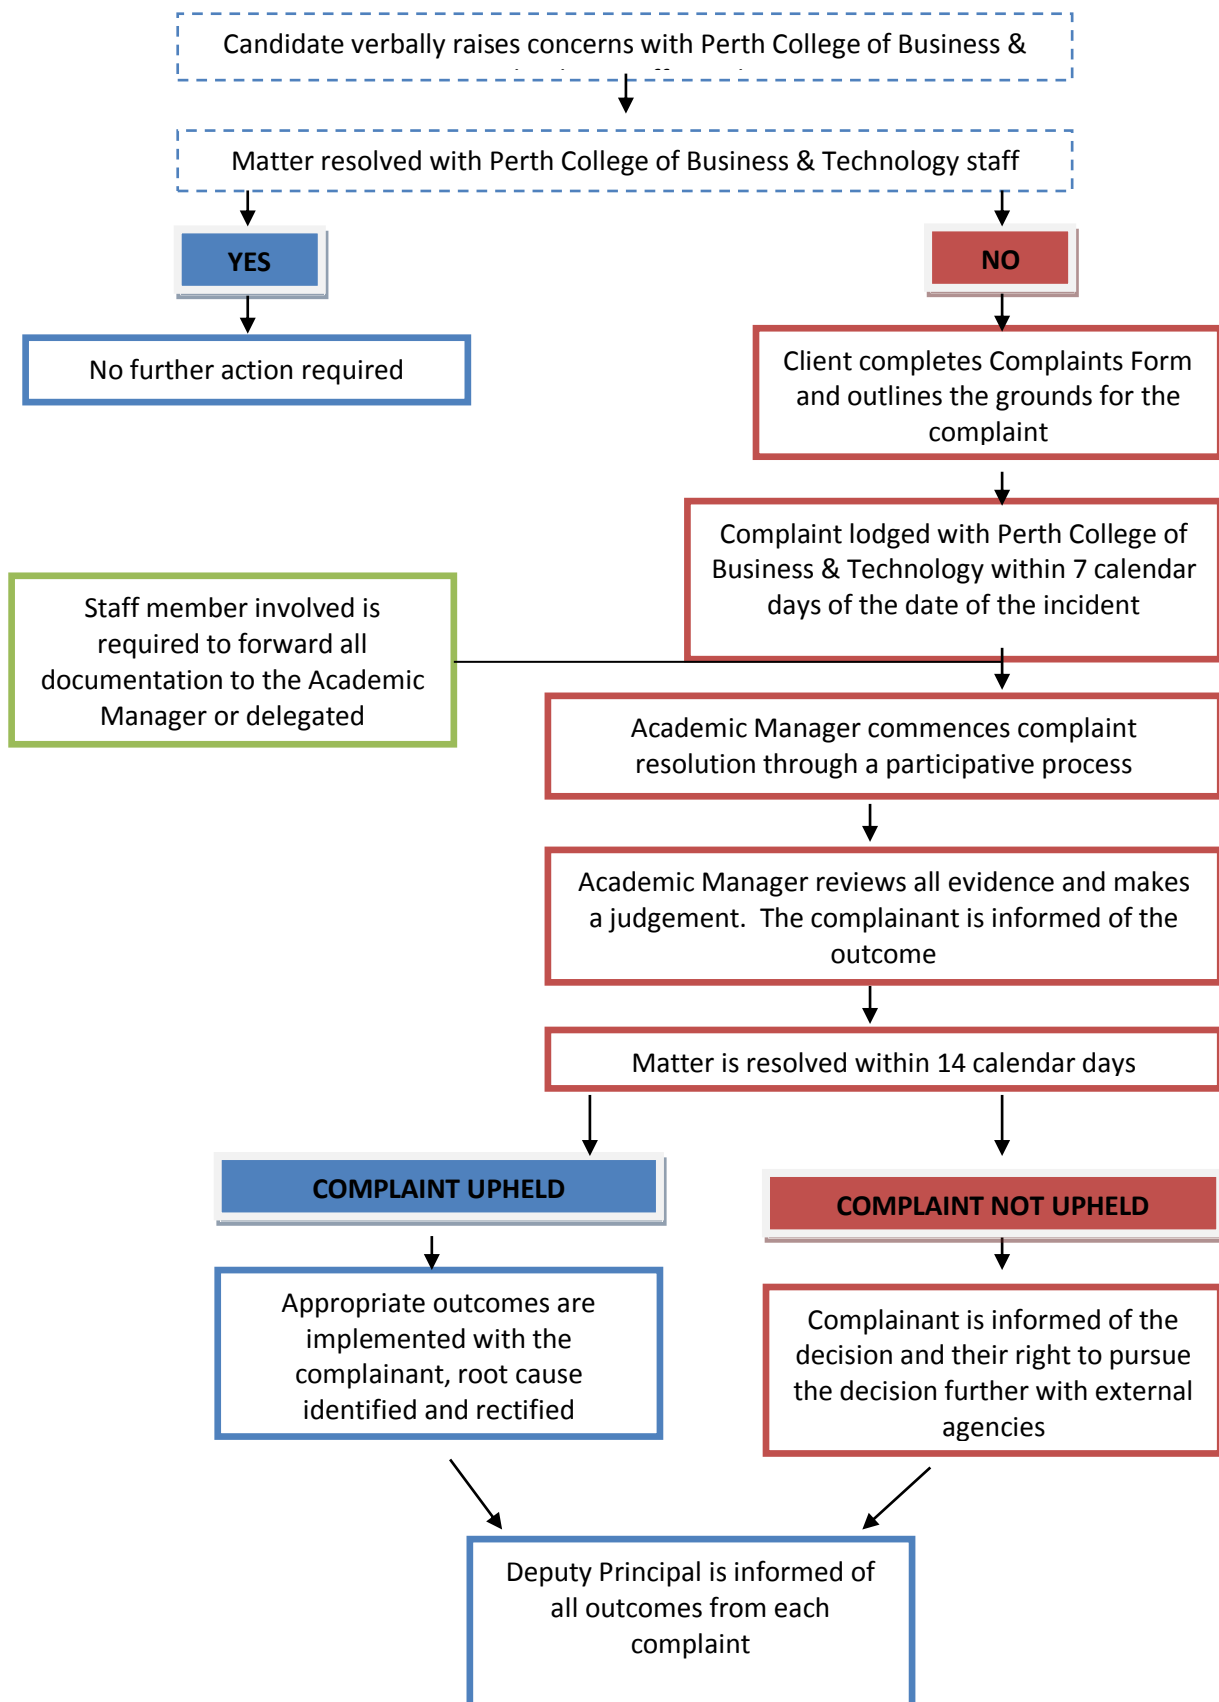 Candidate verbally raises concerns with Perth College of Business &
Matter resolved with Perth College of Business & Technology staff
YES
NO
No further action required
Client completes Complaints Form
and outlines the grounds for the
complaint
Complaint lodged with Perth College of
Business & Technology within 7 calendar
days of the date of the incident
Staff member involved is
required to forward all
documentation to the Academic
Manager or delegated
Academic Manager commences complaint
resolution through a participative process
Academic Manager reviews all evidence and makes
a judgement.  The complainant is informed of the
outcome
Matter is resolved within 14 calendar days
COMPLAINT UPHELD
COMPLAINT NOT UPHELD
Appropriate outcomes are
implemented with the
complainant, root cause
identified and rectified
Complainant is informed of the
decision and their right to pursue
the decision further with external
agencies
Deputy Principal is informed of
all outcomes from each
complaint